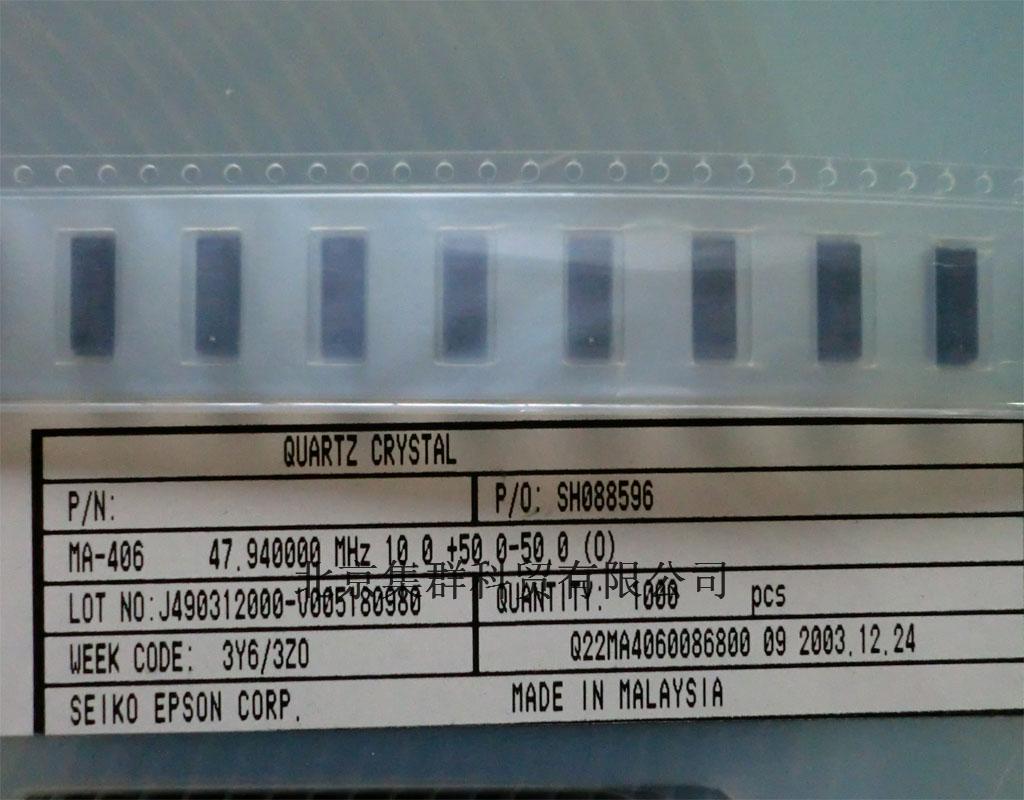 QUARTZ CRYSTAL
P/N:
P/O: SH088596
MA-406 47.940000 MHz 10.0 +50.0-50.0 (O)
北京集群科贸有限公司
LOT NO:J490312000-V005T80980
QUANTITY: 1000 pcs
WEEK CODE: 3Y6/3Z0
Q22MA4060086800 09 2003.12.24
SEIKO EPSON CORP.
MADE IN MALAYSIA